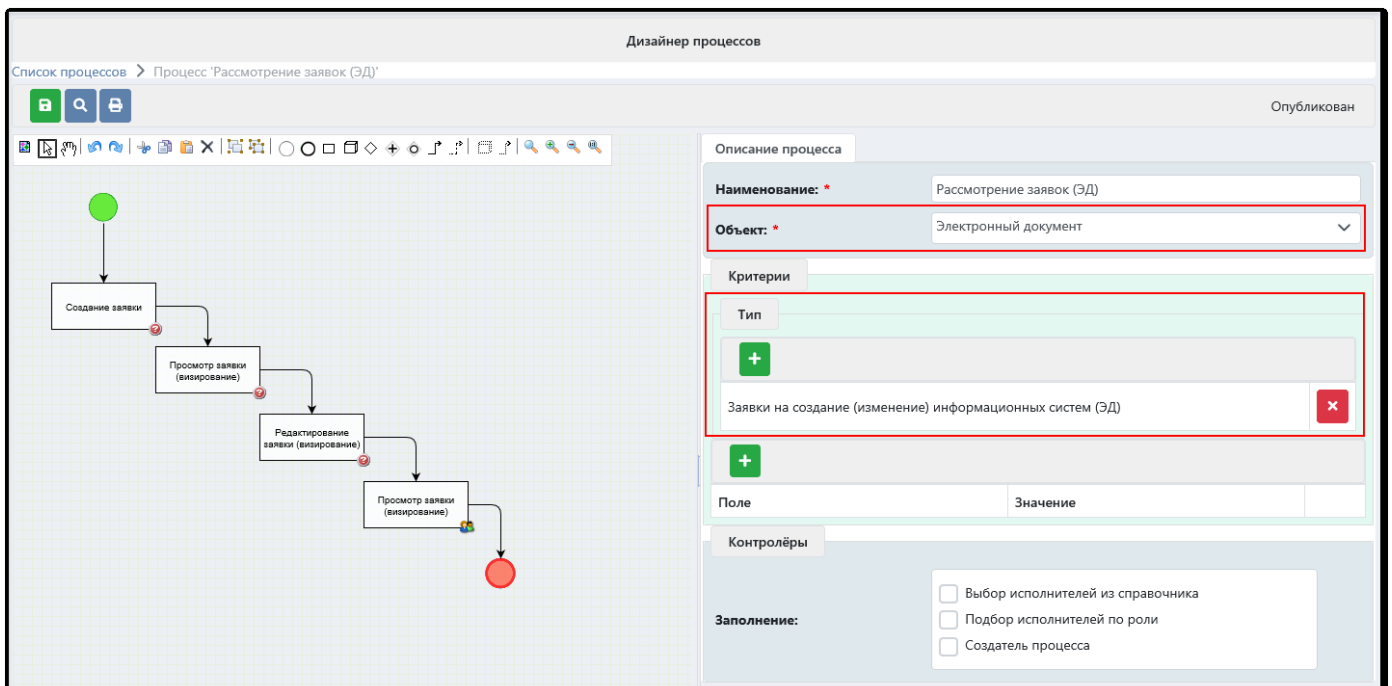 Дизайнер процессов
Список процессов > Процесс 'Рассмотрение заявок (ЭД)'
Опубликован
Создание заявки
Просмотр заявки
(визирование)
Редактирование
заявки (визирование)
Просмотр заявки
(визирование)
Описание процесса
Наименование: * Рассмотрение заявок (ЭД)
Объект: * Электронный документ
Критерии
Тип
Заявки на создание (изменение) информационных систем (ЭД)
Поле Значение
Контролёры
Заполнение:
Выбор исполнителей из справочника
Подбор исполнителей по роли
Создатель процесса